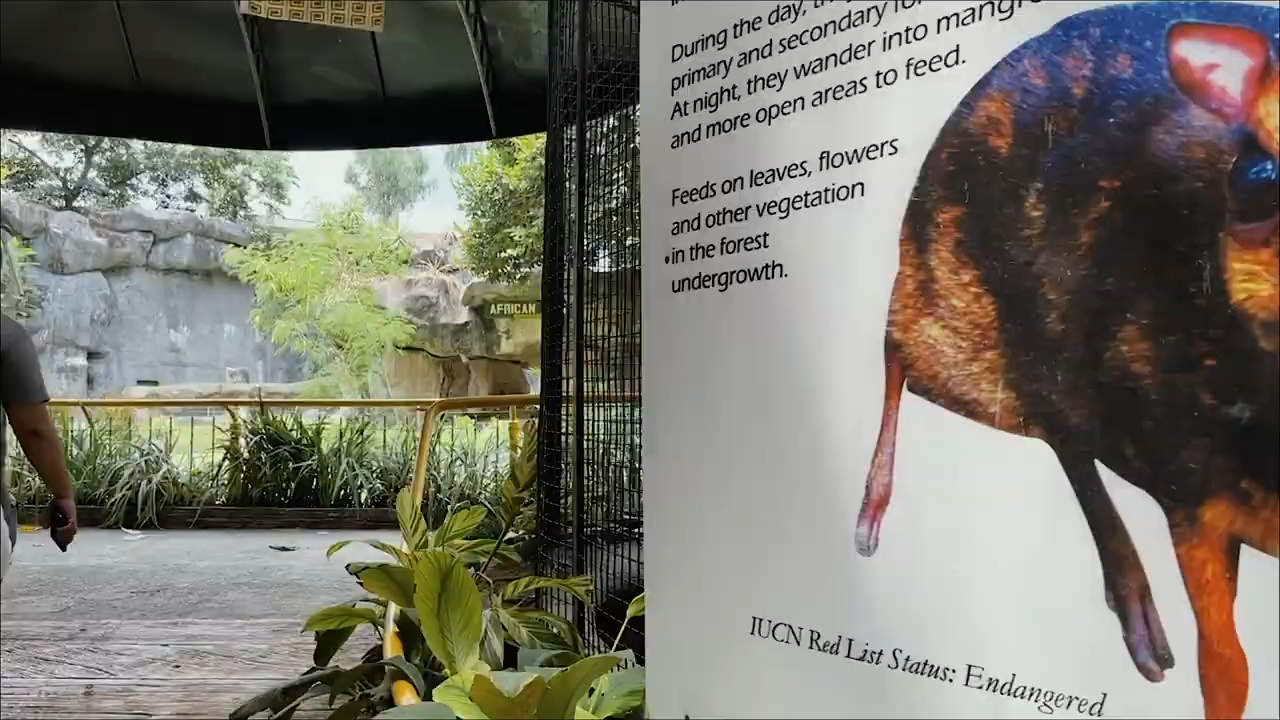 AFRICAN
During the day,
primary and secondary
At night, they wander into
and more open areas to feed.
Feeds on leaves, flowers
and other vegetation
in the forest
undergrowth.
IUCN Red List Status: Endangered